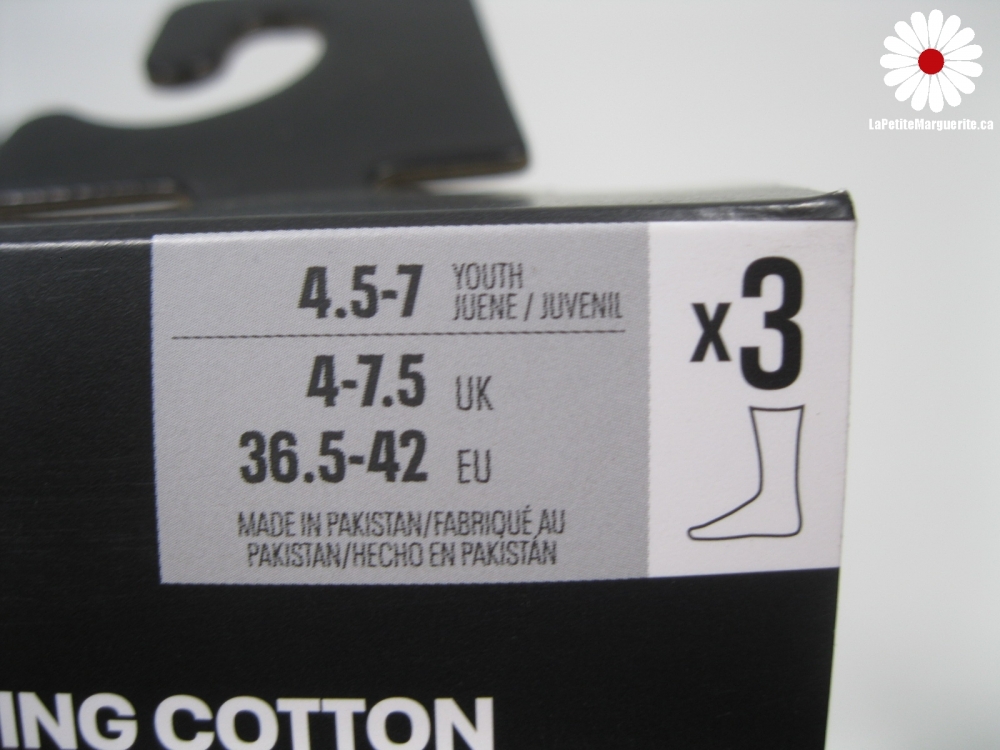 LaPetiteMarguerite.ca
4.5-7 YOUTH
JUENE / JUVENIL
4-7.5 UK
36.5-42 EU
MADE IN PAKISTAN/FABRIQUÉ AU
PAKISTAN/HECHO EN PAKISTÁN
x3
ING COTTON